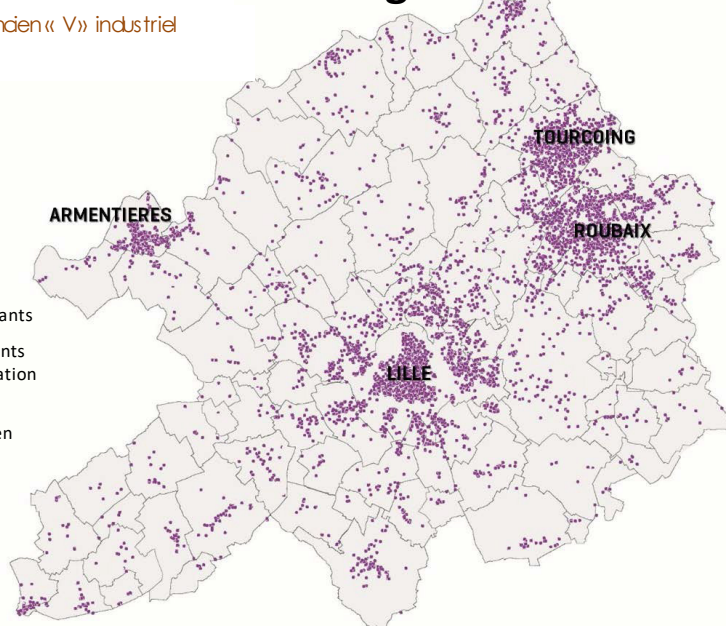 ncien « V» industriel
TOURCOING
ARMENTIERES
ROUBAIX
ants
nts
LILLE
ation
en